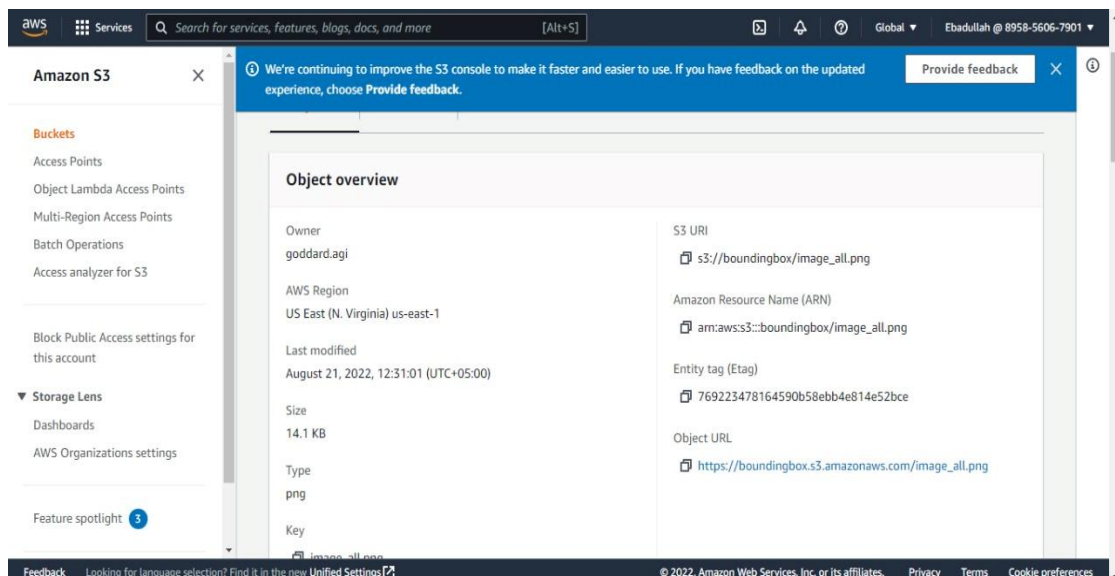 aws
Services
Search for services, features, blogs, docs, and more
[Alt+S]
Global
Ebadullah @ 8958-5606-7901
Amazon S3
Buckets
Access Points
Object Lambda Access Points
Multi-Region Access Points
Batch Operations
Access analyzer for S3
Block Public Access settings for
this account
Storage Lens
Dashboards
AWS Organizations settings
Feature spotlight 3
We're continuing to improve the S3 console to make it faster and easier to use. If you have feedback on the updated
experience, choose Provide feedback.
Provide feedback
Object overview
Owner
goddard.agi
AWS Region
US East (N. Virginia) us-east-1
Last modified
August 21, 2022, 12:31:01 (UTC+05:00)
Size
14.1 KB
Type
png
Key
image_all.png
S3 URI
s3://boundingbox/image_all.png
Amazon Resource Name (ARN)
arn:aws:s3:::boundingbox/image_all.png
Entity tag (Etag)
769223478164590b58ebb4e814e52bce
Object URL
https://boundingbox.s3.amazonaws.com/image_all.png
Feedback
Looking for language selection? Find it in the new Unified Settings
© 2022, Amazon Web Services, Inc. or its affiliates.
Privacy
Terms
Cookie preferences